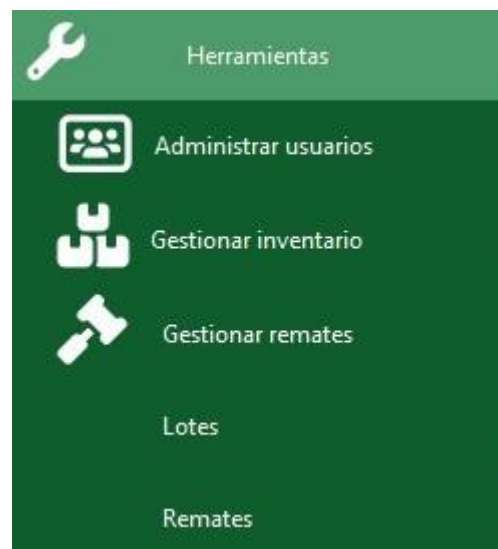 Herramientas
Administrar usuarios
Gestionar inventario
Gestionar remates
Lotes
Remates